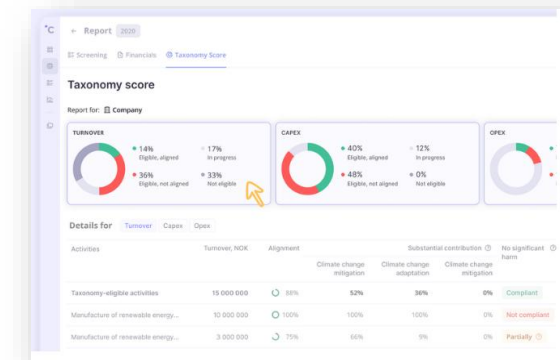 °C
← Report 2020
Screening Financials Taxonomy Score
Taxonomy score
Report for: Company
TURNOVER
14%
Eligible, aligned
17%
In progress
36%
Eligible, not aligned
33%
Not eligible
CAPEX
40%
Eligible, aligned
12%
In progress
48%
Eligible, not aligned
0%
Not eligible
OPEX
Details for Turnover Capex Opex
Activities Turnover, NOK Alignment Substantial contribution No significant harm
Climate change mitigation Climate change adaptation Climate change mitigation
Taxonomy-eligible activities 15 000 000 88% 52% 36% 0% Compliant
Manufacture of renewable energy... 10 000 000 100% 100% 100% 0% Not compliant
Manufacture of renewable energy... 3 000 000 75% 66% 9% 0% Partially